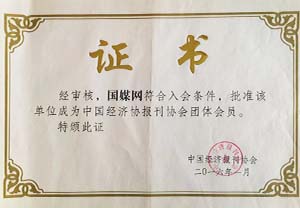 证书
经审核，国媒网符合入会条件，批准该
单位成为中国经济协报刊协会团体会员。
特颁此证
中国经济报刊协会
二〇一六年一月